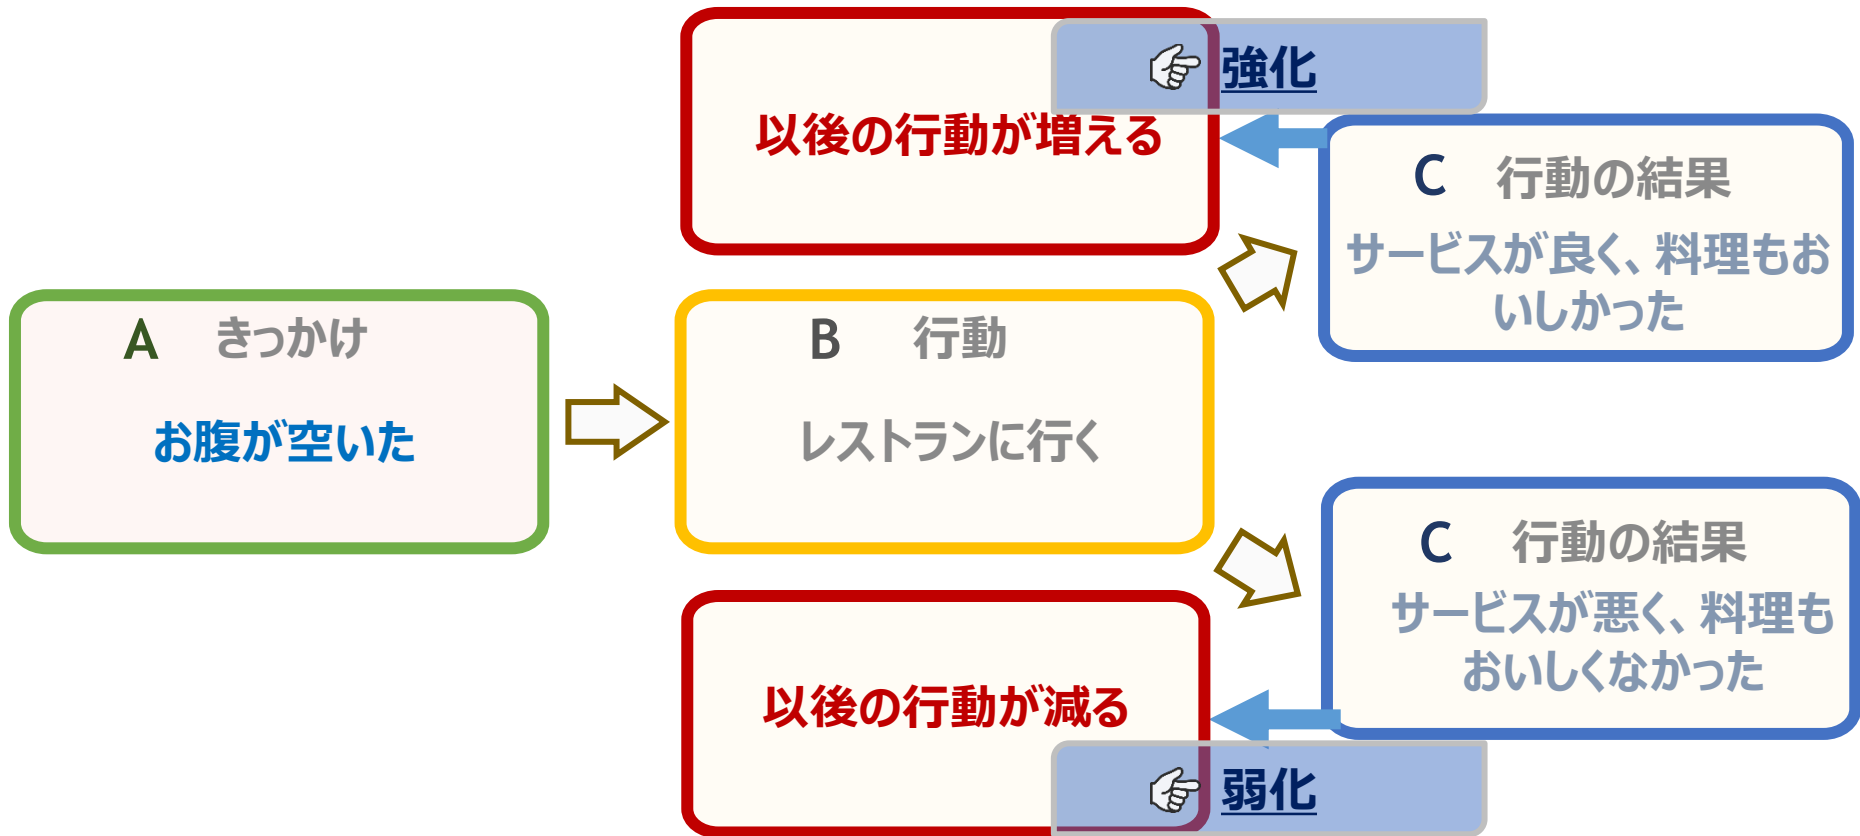 強化
以後の行動が増える
C 行動の結果
サービスが良く、料理もお
いしかった
A きっかけ
お腹が空いた
B 行動
レストランに行く
C 行動の結果
サービスが悪く、料理も
おいしくなかった
以後の行動が減る
弱化